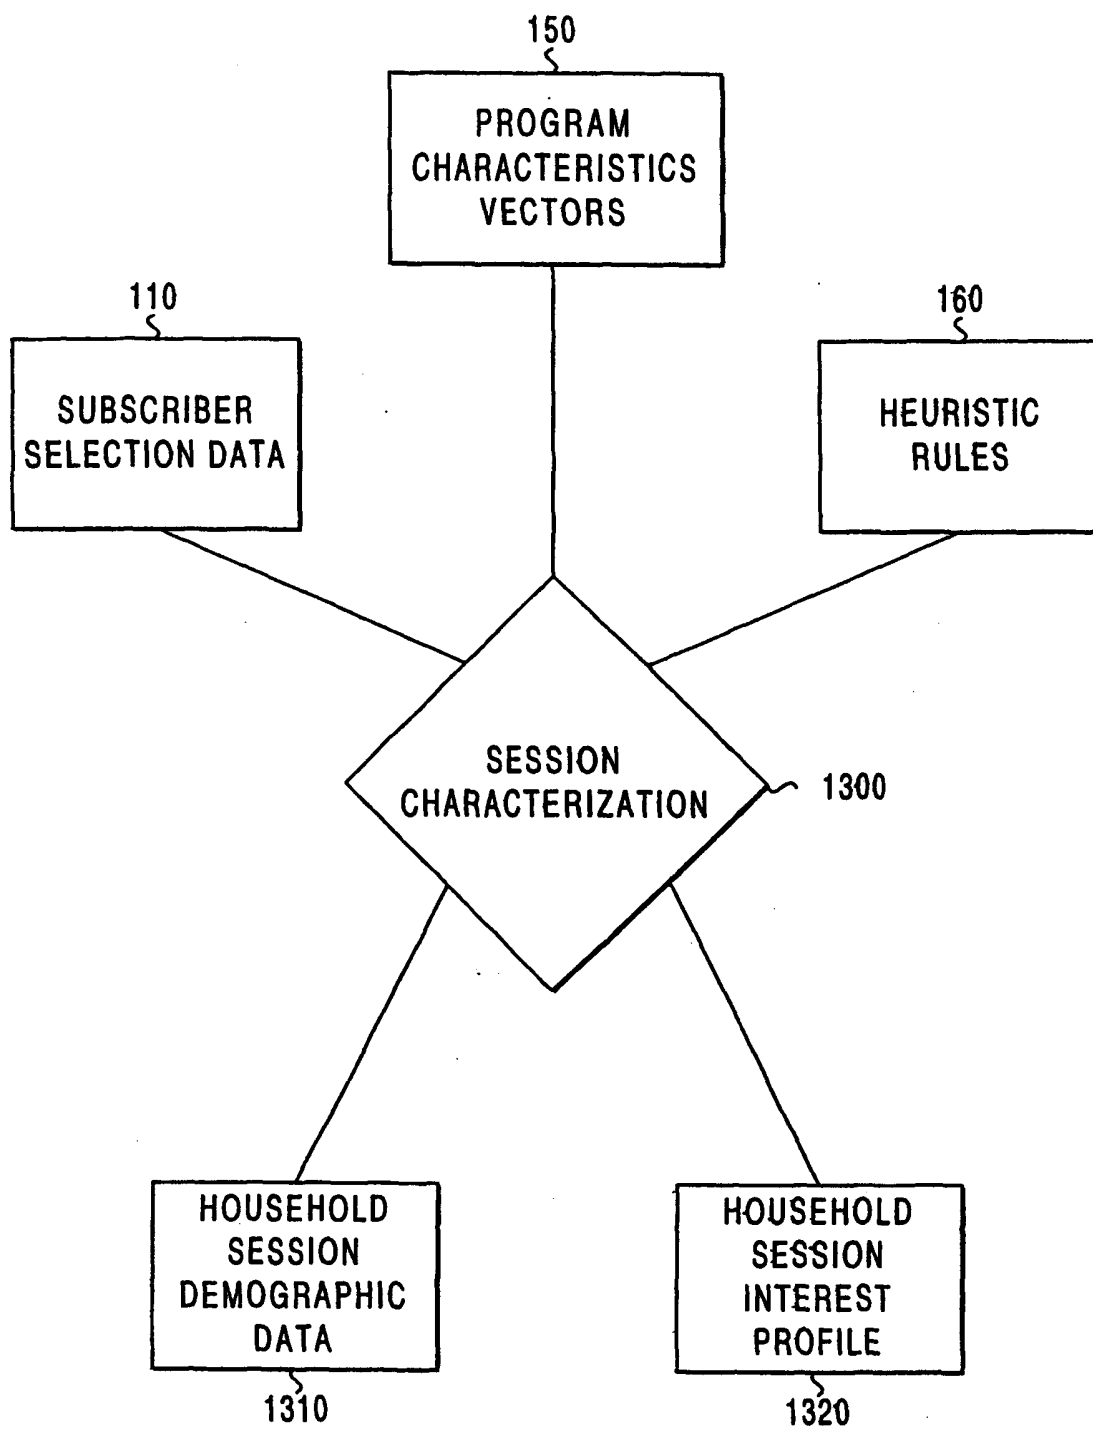 150
PROGRAM
CHARACTERISTICS
VECTORS
110
SUBSCRIBER
SELECTION DATA
160
HEURISTIC
RULES
SESSION
CHARACTERIZATION
1300
HOUSEHOLD
SESSION
DEMOGRAPHIC
DATA
1310
HOUSEHOLD
SESSION
INTEREST
PROFILE
1320